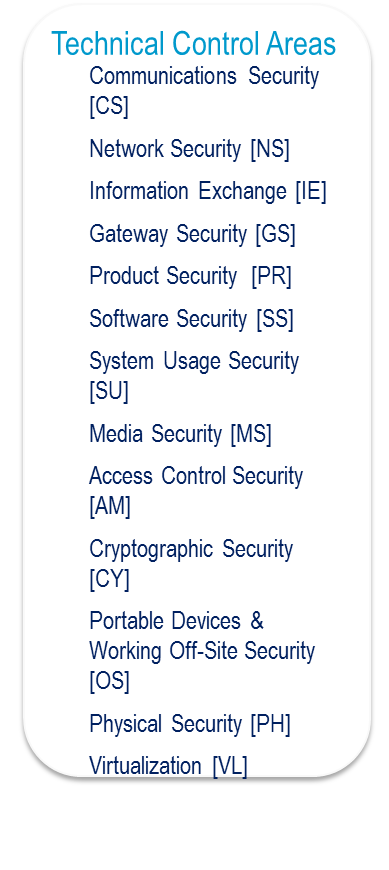 Technical Control Areas
Communications Security
[CS]
Network Security [NS]
Information Exchange [IE]
Gateway Security [GS]
Product Security [PR]
Software Security [SS]
System Usage Security
[SU]
Media Security [MS]
Access Control Security
[AM]
Cryptographic Security
[CY]
Portable Devices &
Working Off-Site Security
[OS]
Physical Security [PH]
Virtualization [VL]